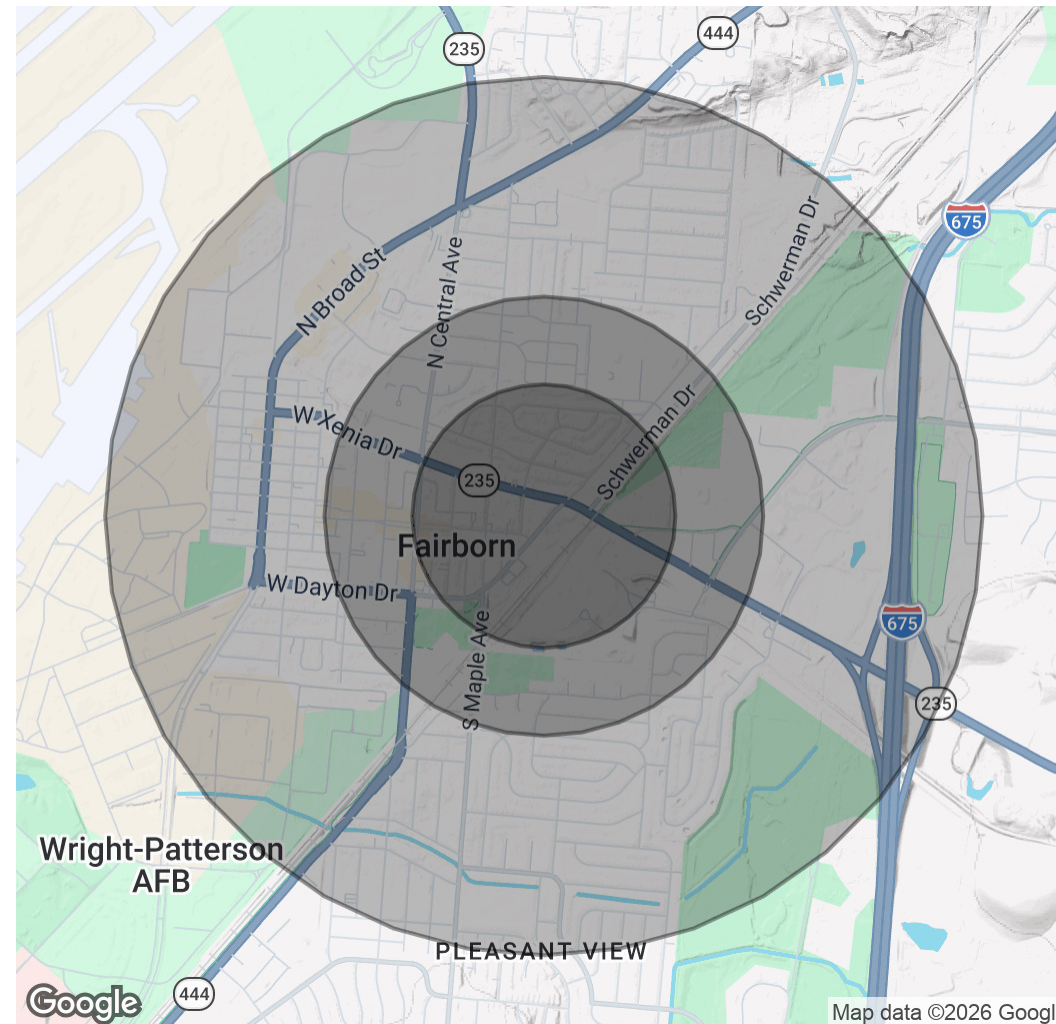 444
235
675
Schwerman Dr
N Central Ave
N Broad St
W Xenia Dr
Schwerman Dr
235
Fairborn
W Dayton Dr
675
S Maple Ave
235
Wright-Patterson
AFB
PLEASANT VIEW
444
Google
Map data ©2026 Googl